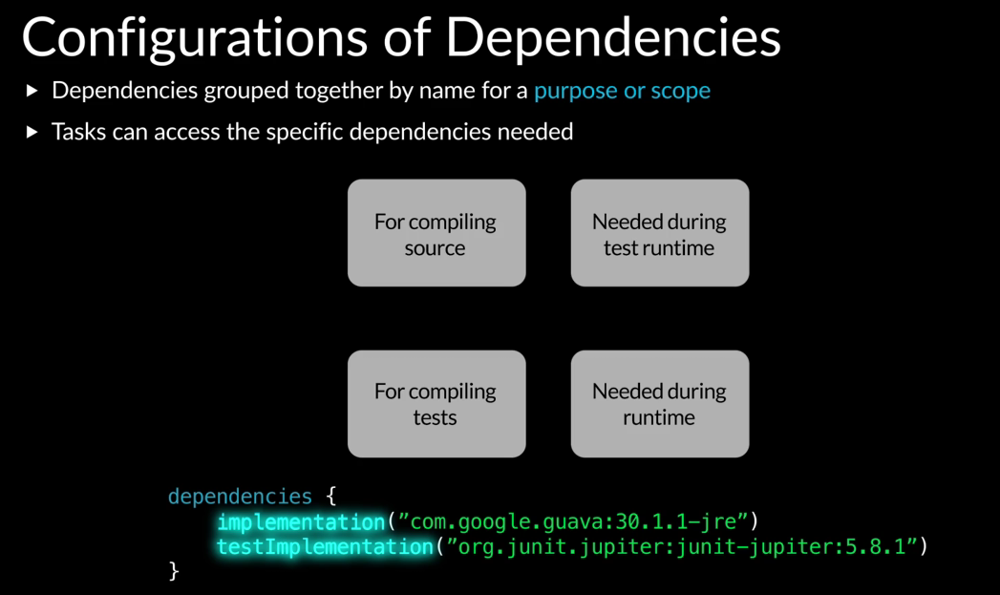 Configurations of Dependencies
▶ Dependencies grouped together by name for a purpose or scope
▶ Tasks can access the specific dependencies needed
For compiling
source
Needed during
test runtime
For compiling
tests
Needed during
runtime
dependencies {
    implementation(”com.google.guava:30.1.1-jre”)
    testImplementation(”org.junit.jupiter:junit-jupiter:5.8.1”)
}